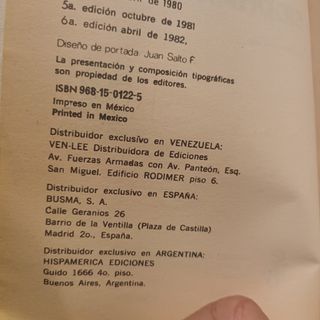 de 1980
5a. edición octubre de 1981
6a. edición abril de 1982.
Diseño de portada Juan Salto F
La presentación y composición tipográficas
son propiedad de los editores.
ISBN 968-15-0122-5
Impreso en México
Printed in Mexico
Distribuidor exclusivo en VENEZUELA:
VEN-LEE Distribuidora de Ediciones
Av. Fuerzas Armadas con Av. Panteón, Esq.
San Miguel. Edificio RODIMER piso 6.
Distribuidor exclusivo en ESPAÑA:
BUSMA, S. A.
Calle Geranios 26
Barrio de la Ventilla (Plaza de Castilla)
Madrid 2o., España.
Distribuidor exclusivo en ARGENTINA:
HISPAMERICA EDICIONES
Guido 1666 4o. piso.
Buenos Aires, Argentina.